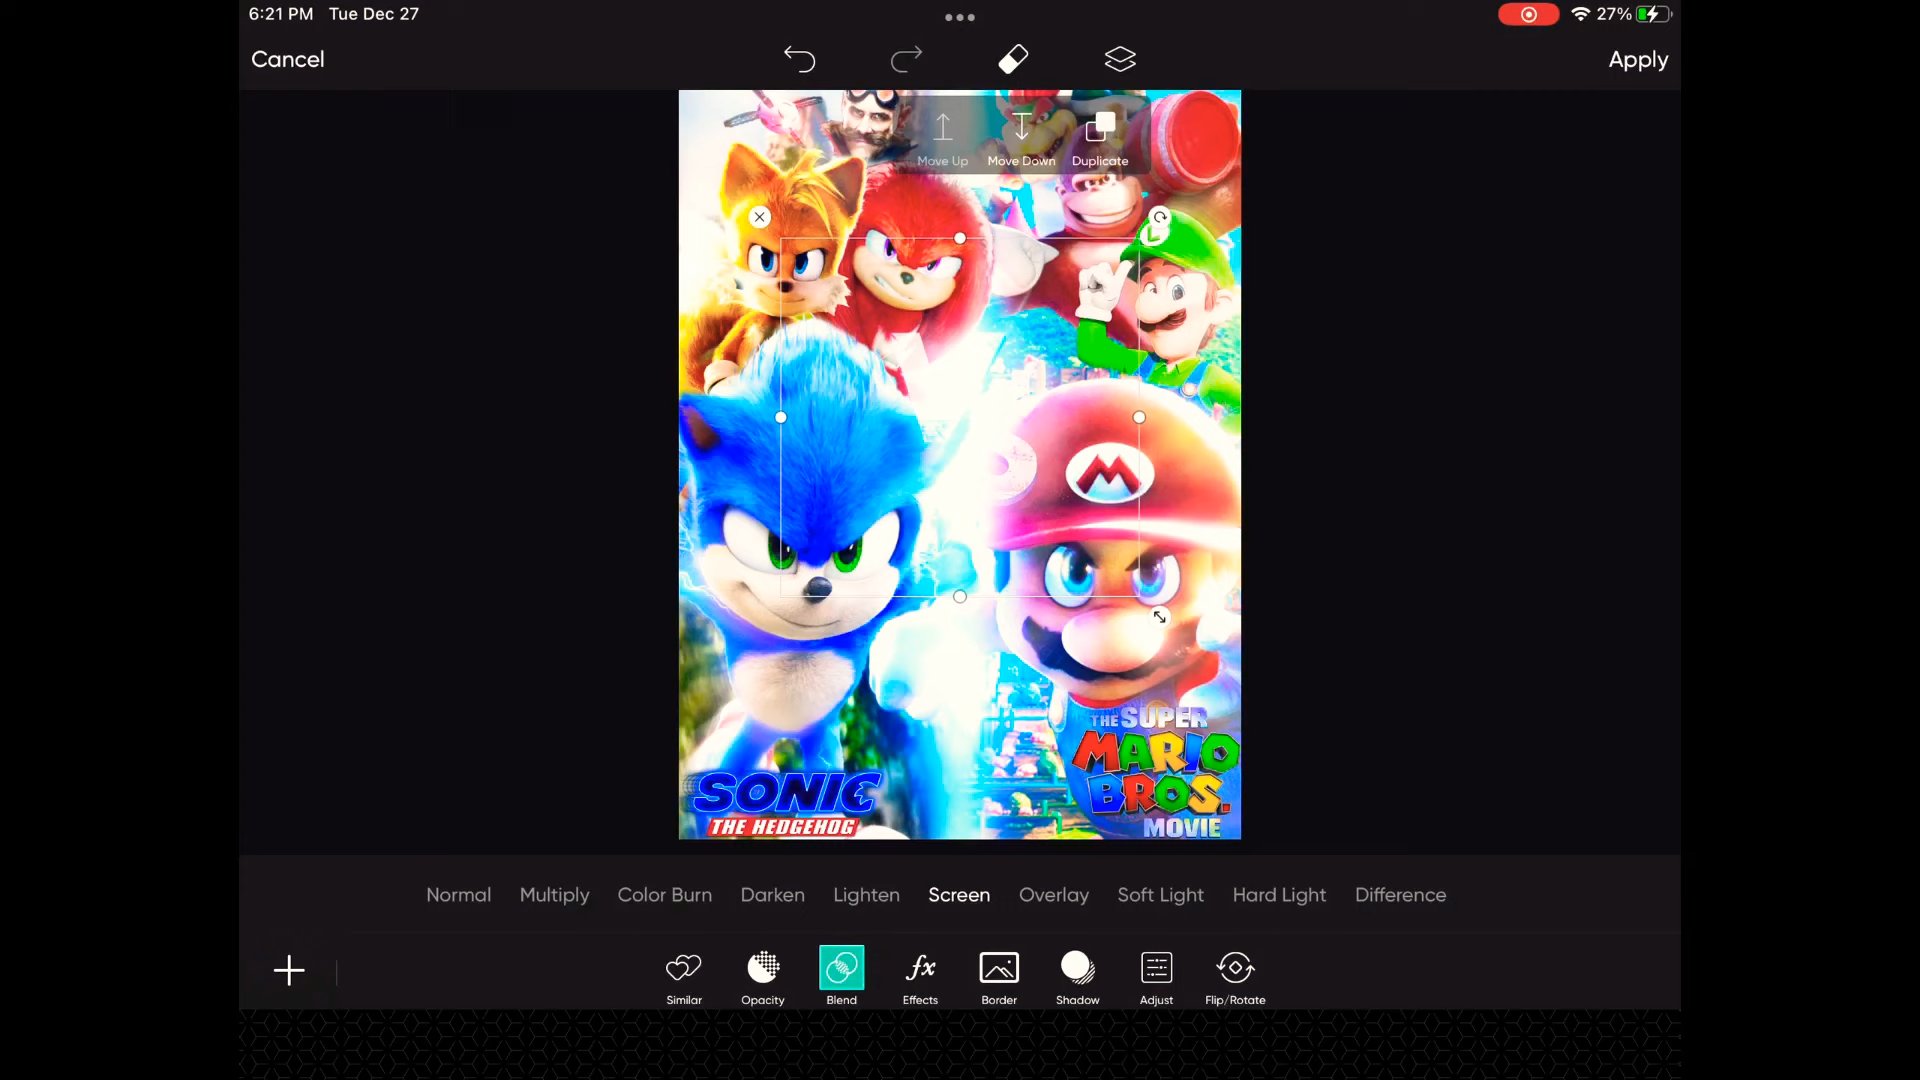 6:21 PM Tue Dec 27
27%
Cancel
Apply
Move Up Move Down Duplicate
L
M
THE SUPER
MARIO
BROS.
MOVIE
SONIC
THE HEDGEHOG
Normal Multiply Color Burn Darken Lighten Screen Overlay Soft Light Hard Light Difference
fx
Similar Opacity Blend Effects Border Shadow Adjust Flip/Rotate